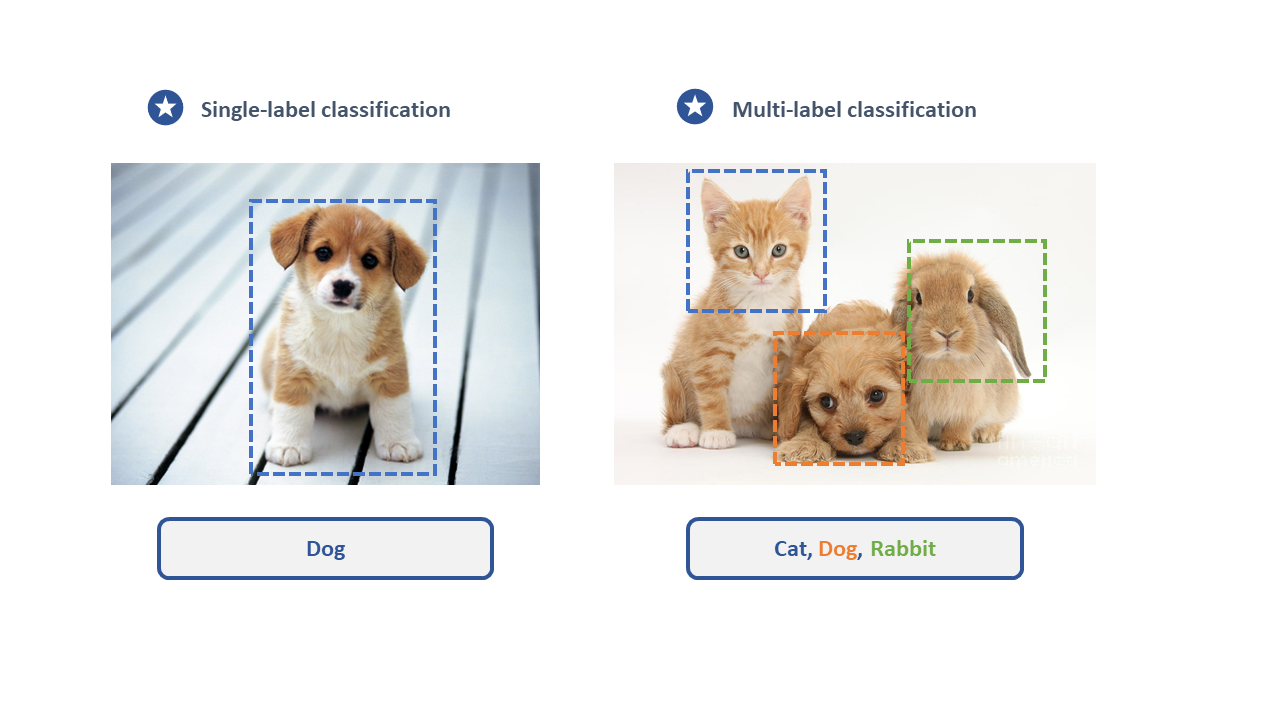 Single-label classification
Multi-label classification
Dog
Cat, Dog, Rabbit